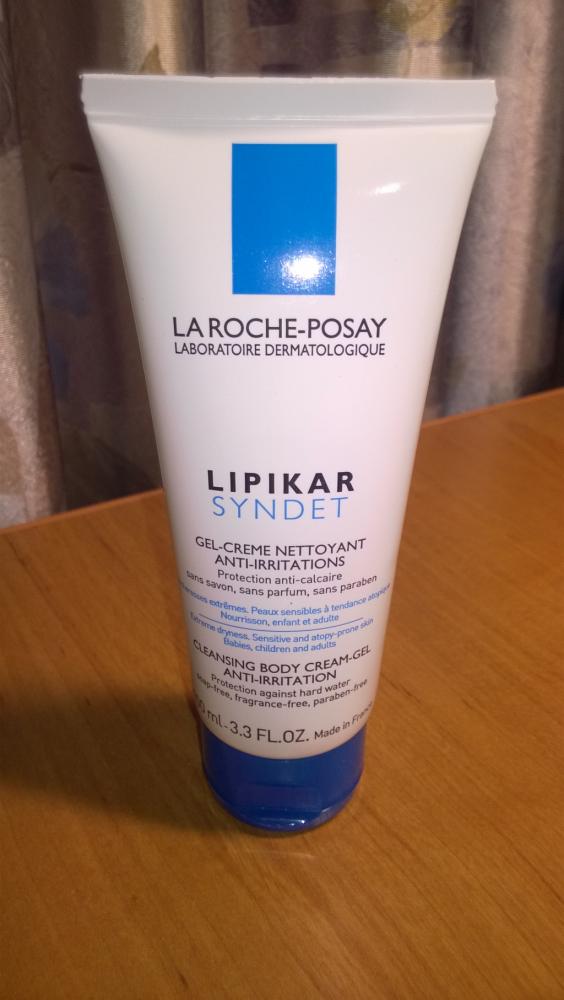 LA ROCHE-POSAY
LABORATOIRE DERMATOLOGIQUE
LIPIKAR
SYNDET
GEL-CREME NETTOYANT
ANTI-IRRITATIONS
Protection anti-calcaire
sans savon, sans parfum, sans paraben
extrêmes. Peaux sensibles à tendance atopique
Nourrisson, enfant et adulte
Extreme dryness. Sensitive and atopy-prone skin
Babies, children and adults
CLEANSING BODY CREAM-GEL
ANTI-IRRITATION
Protection against hard water
soap-free, fragrance-free, paraben-free
ml - 3.3 FL.OZ. Made in France